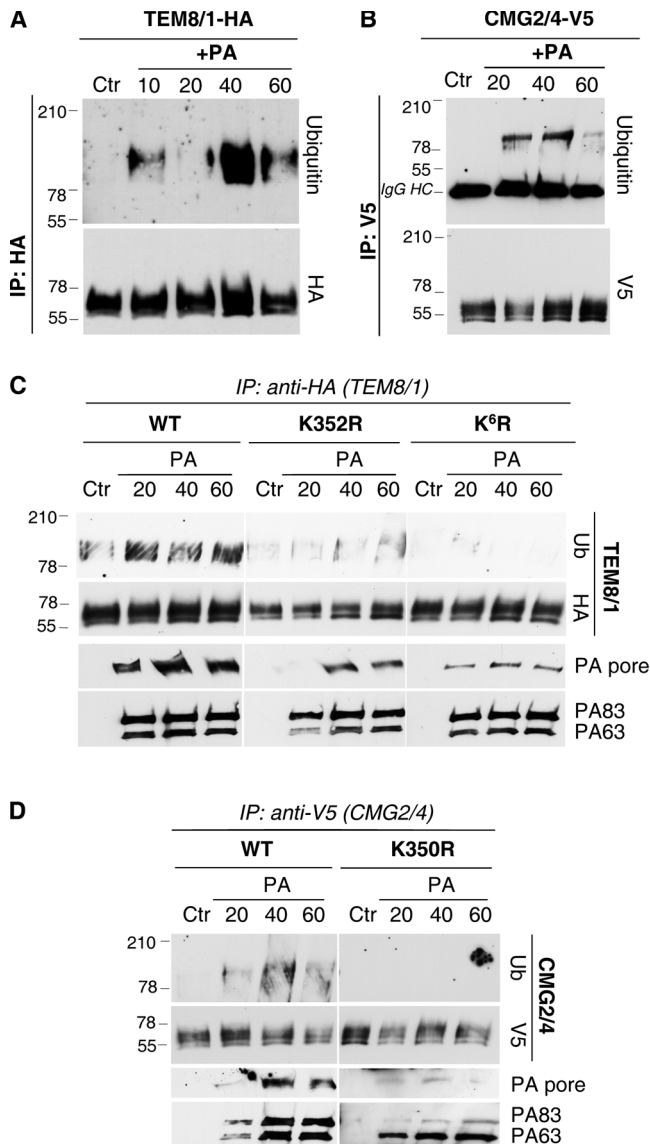 A
TEM8/1-HA
+PA
Ctr 10 20 40 60
210
78
55
Ubiquitin
78
55
HA
IP: HA
B
CMG2/4-V5
+PA
Ctr 20 40 60
210
78
55
IgG HC
Ubiquitin
210
78
55
V5
IP: V5
C
IP: anti-HA (TEM8/1)
WT K352R K⁶R
PA PA PA
Ctr 20 40 60 Ctr 20 40 60 Ctr 20 40 60
210
78
Ub
78
55
HA
TEM8/1
PA pore
PA83
PA63
D
IP: anti-V5 (CMG2/4)
WT K350R
PA PA
Ctr 20 40 60 Ctr 20 40 60
210
78
Ub
78
55
V5
CMG2/4
PA pore
PA83
PA63